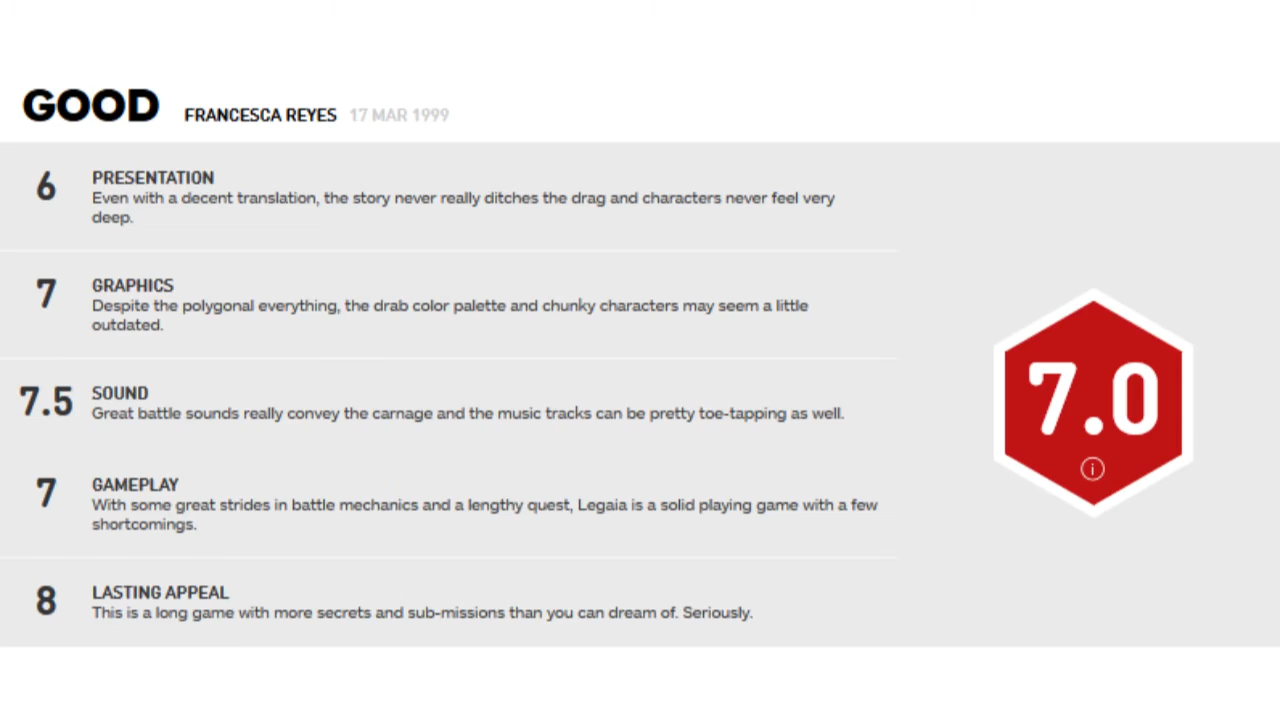 GOOD FRANCESCA REYES 17 MAR 1999
6 PRESENTATION
Even with a decent translation, the story never really ditches the drag and characters never feel very
deep.
7 GRAPHICS
Despite the polygonal everything, the drab color palette and chunky characters may seem a little
outdated.
7.5 SOUND
Great battle sounds really convey the carnage and the music tracks can be pretty toe-tapping as well.
7 GAMEPLAY
With some great strides in battle mechanics and a lengthy quest, Legaia is a solid playing game with a few
shortcomings.
8 LASTING APPEAL
This is a long game with more secrets and sub-missions than you can dream of. Seriously.
7.0
i